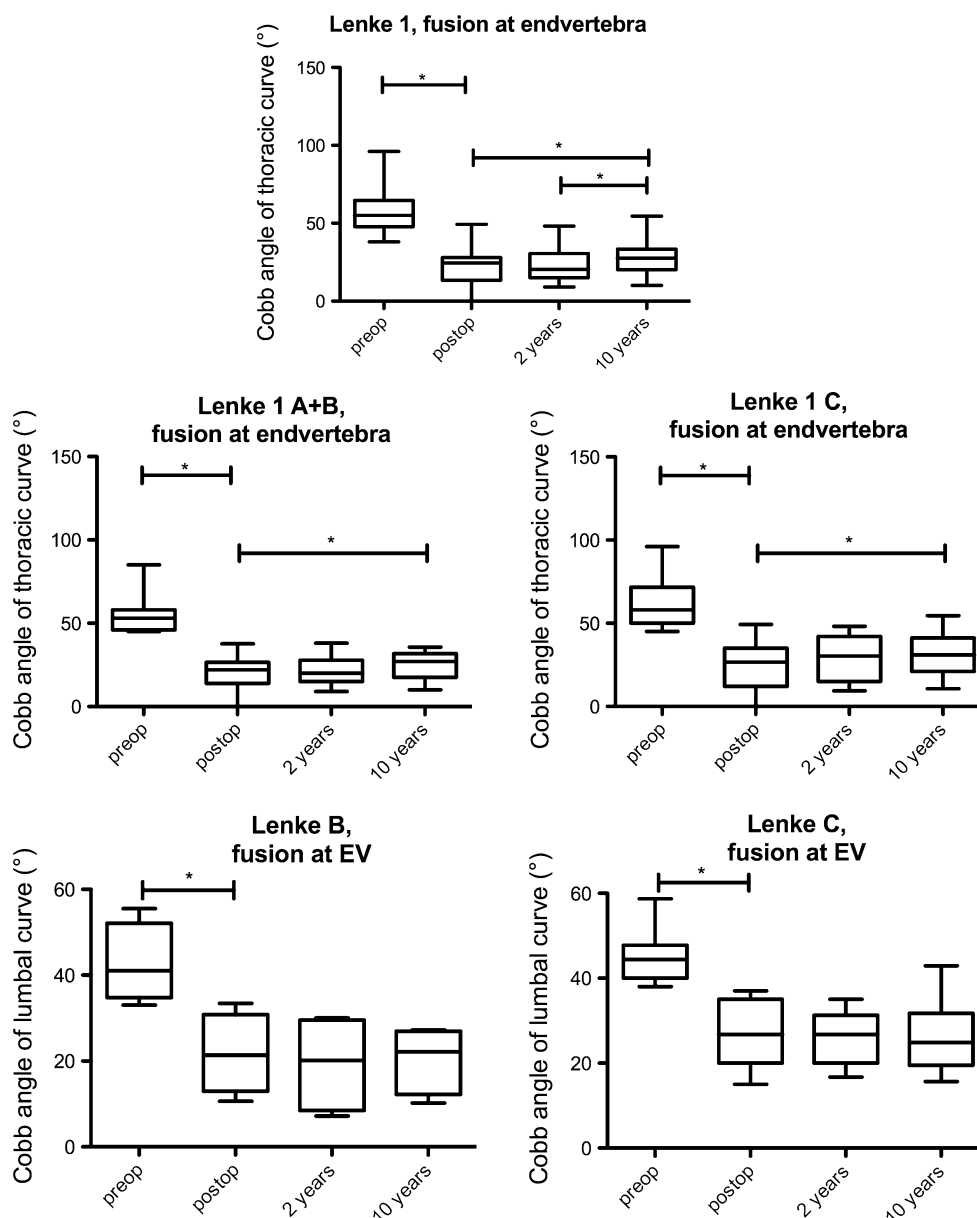 Lenke 1, fusion at endvertebra
Cobb angle of thoracic curve (°)
150
100
50
0
*
*
*
preop
postop
2 years
10 years
Lenke 1 A+B,
fusion at endvertebra
Cobb angle of thoracic curve (°)
150
100
50
0
*
*
preop
postop
2 years
10 years
Lenke 1 C,
fusion at endvertebra
Cobb angle of thoracic curve (°)
150
100
50
0
*
*
preop
postop
2 years
10 years
Lenke B,
fusion at EV
Cobb angle of lumbal curve (°)
60
40
20
0
*
preop
postop
2 years
10 years
Lenke C,
fusion at EV
Cobb angle of lumbal curve (°)
60
40
20
0
*
preop
postop
2 years
10 years